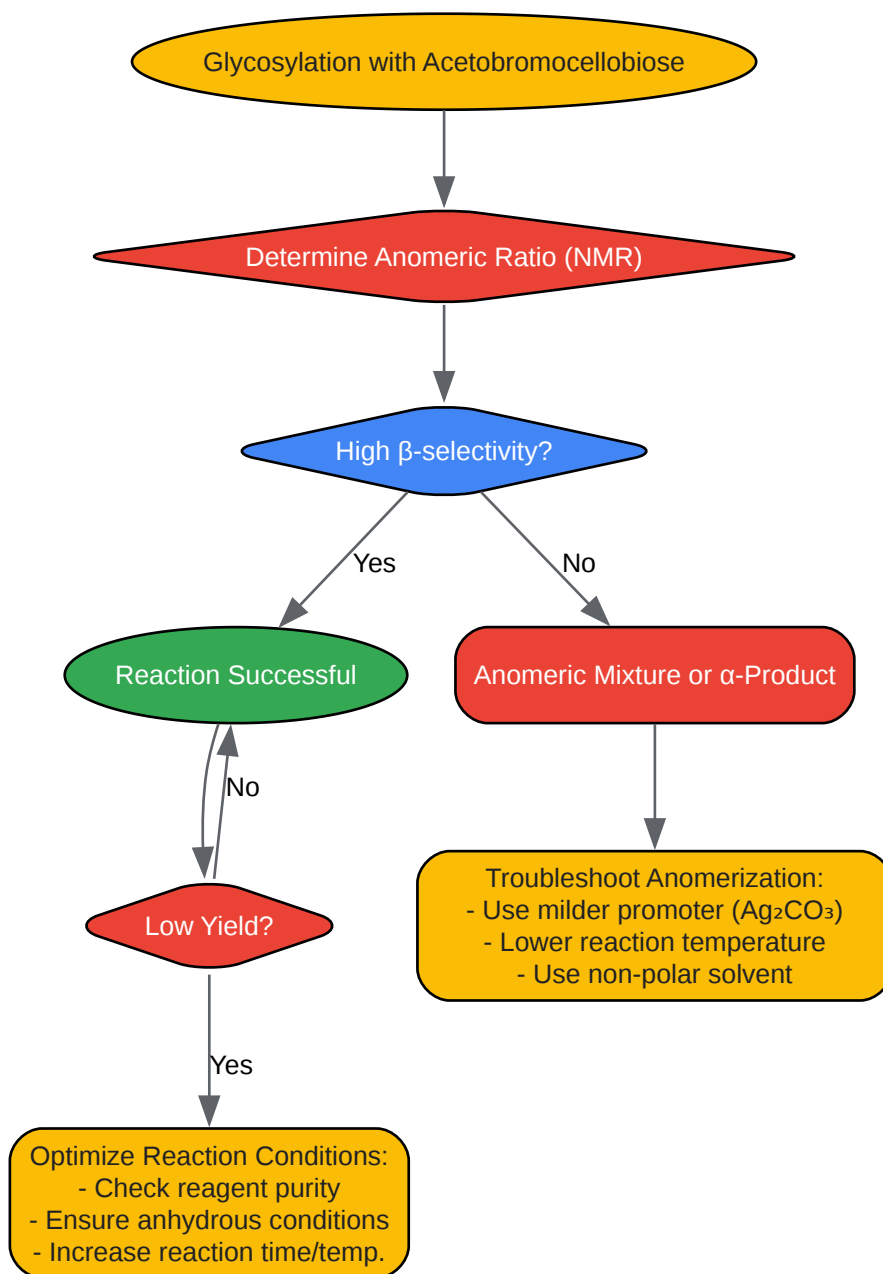 Glycosylation with Acetobromocellobiose
Determine Anomeric Ratio (NMR)
High β-selectivity?
Yes
No
Reaction Successful
Anomeric Mixture or α-Product
No
Troubleshoot Anomerization:
- Use milder promoter (Ag₂CO₃)
- Lower reaction temperature
- Use non-polar solvent
Low Yield?
Yes
Optimize Reaction Conditions:
- Check reagent purity
- Ensure anhydrous conditions
- Increase reaction time/temp.